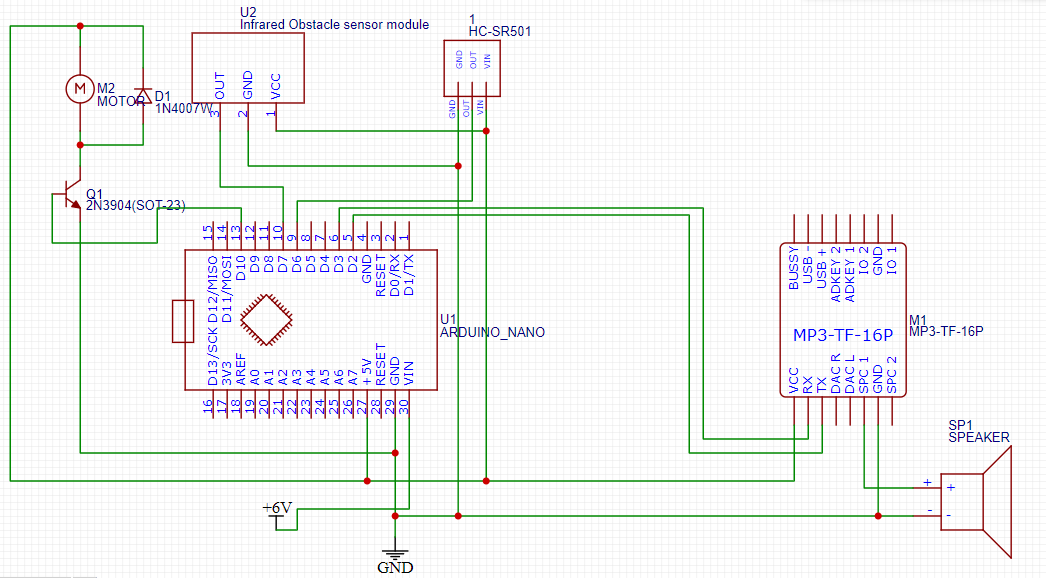 U2
Infrared Obstacle sensor module
1
HC-SR501
GND
OUT
VIN
OUT
GND
VCC
M
M2
MOTOR
D1
1N4007W
3
2
1
GND
OUT
VIN
Q1
2N3904(SOT-23)
15
14
13
12
11
10
9
8
7
6
5
4
3
2
1
D12/MISO
D11/MOSI
D10
D9
D8
D7
D6
D5
D4
D3
D2
GND
RESET
D0/RX
D1/TX
U1
ARDUINO_NANO
D13/SCK
3V3
AREF
A0
A1
A2
A3
A4
A5
A6
A7
+5V
RESET
GND
VIN
16
17
18
19
20
21
22
23
24
25
26
27
28
29
30
BUSSY
USB -
USB +
ADKEY 2
ADKEY 1
IO 2
GND
IO 1
MP3-TF-16P
M1
MP3-TF-16P
VCC
RX
TX
DAC R
DAC L
SPC 1
GND
SPC 2
SP1
SPEAKER
+
+
-
-
+6V
GND